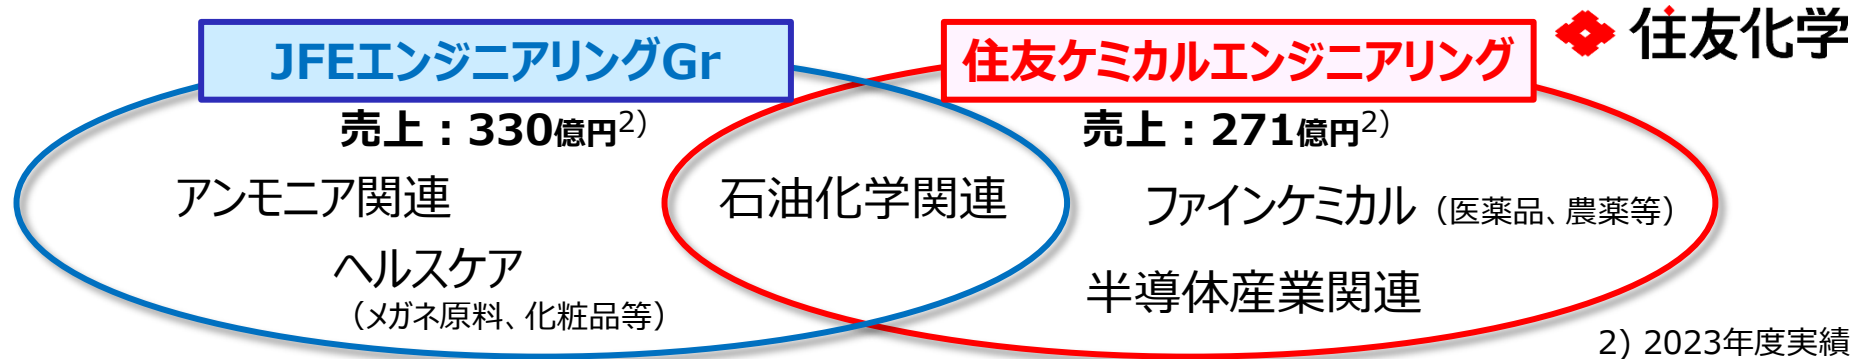 JFEエンジニアリングGr
住友ケミカルエンジニアリング
住友化学
売上：330億円2)
売上：271億円2)
アンモニア関連
石油化学関連
ファインケミカル（医薬品、農薬等）
ヘルスケア
（メガネ原料、化粧品等）
半導体産業関連
2) 2023年度実績